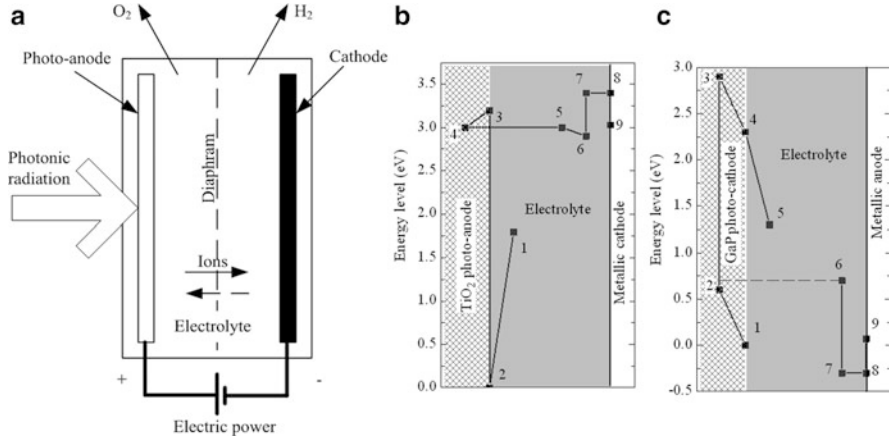 a
O2
H2
Photo-anode
Cathode
Photonic
radiation
Diaphram
Ions
Electrolyte
+
-
Electric power
b
Energy level (eV)
3.5
3.0
2.5
2.0
1.5
1.0
0.5
0.0
TiO2 photo-anode
Electrolyte
Metallic cathode
1
2
3
4
5
6
7
8
9
c
Energy level (eV)
3.0
2.5
2.0
1.5
1.0
0.5
0.0
-0.5
GaP photo-cathode
Electrolyte
Metallic anode
1
2
3
4
5
6
7
8
9